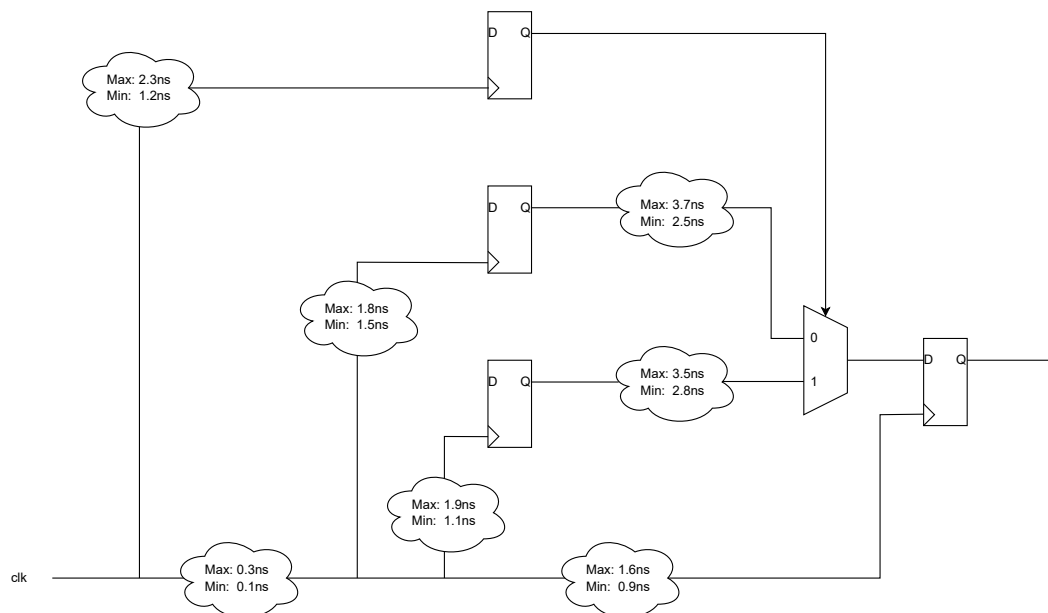 D Q
Max: 2.3ns
Min: 1.2ns
D Q
Max: 3.7ns
Min: 2.5ns
Max: 1.8ns
Min: 1.5ns
0
D Q
D Q
Max: 3.5ns
Min: 2.8ns
1
Max: 1.9ns
Min: 1.1ns
clk
Max: 0.3ns
Min: 0.1ns
Max: 1.6ns
Min: 0.9ns